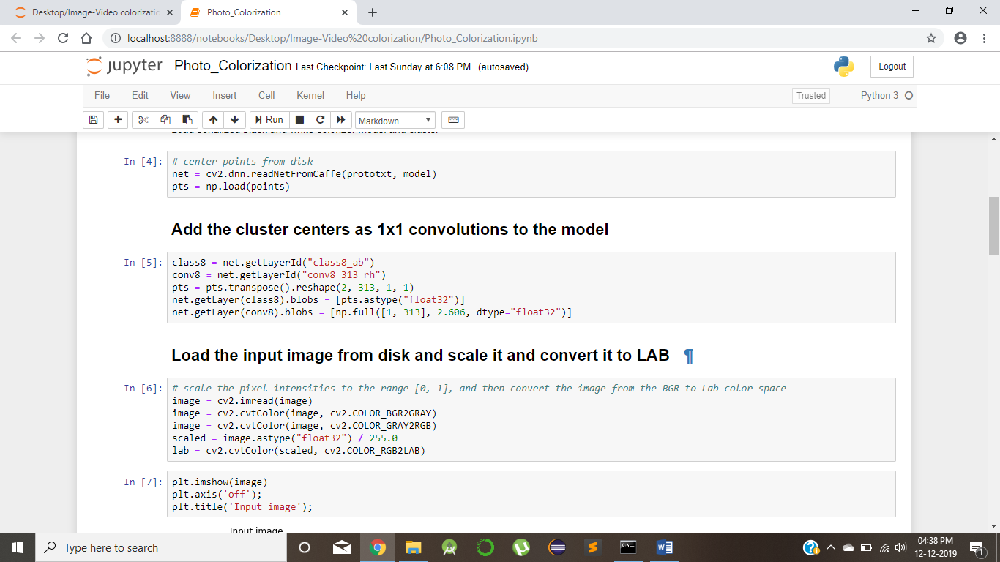 Desktop/Image-Video colorizatio
Photo_Colorization
localhost:8888/notebooks/Desktop/Image-Video%20colorization/Photo_Colorization.ipynb
jupyter Photo_Colorization Last Checkpoint: Last Sunday at 6:08 PM (autosaved)
Logout
File Edit View Insert Cell Kernel Help
Trusted
Python 3
Run
Markdown
In [4]:
# center points from disk
net = cv2.dnn.readNetFromCaffe(prototxt, model)
pts = np.load(points)
Add the cluster centers as 1x1 convolutions to the model
In [5]:
class8 = net.getLayerId("class8_ab")
conv8 = net.getLayerId("conv8_313_rh")
pts = pts.transpose().reshape(2, 313, 1, 1)
net.getLayer(class8).blobs = [pts.astype("float32")]
net.getLayer(conv8).blobs = [np.full([1, 313], 2.606, dtype="float32")]
Load the input image from disk and scale it and convert it to LAB ¶
In [6]:
# scale the pixel intensities to the range [0, 1], and then convert the image from the BGR to Lab color space
image = cv2.imread(image)
image = cv2.cvtColor(image, cv2.COLOR_BGR2GRAY)
image = cv2.cvtColor(image, cv2.COLOR_GRAY2RGB)
scaled = image.astype("float32") / 255.0
lab = cv2.cvtColor(scaled, cv2.COLOR_RGB2LAB)
In [7]:
plt.imshow(image)
plt.axis('off');
plt.title('Input image');
Input image
Type here to search
04:38 PM
12-12-2019
1